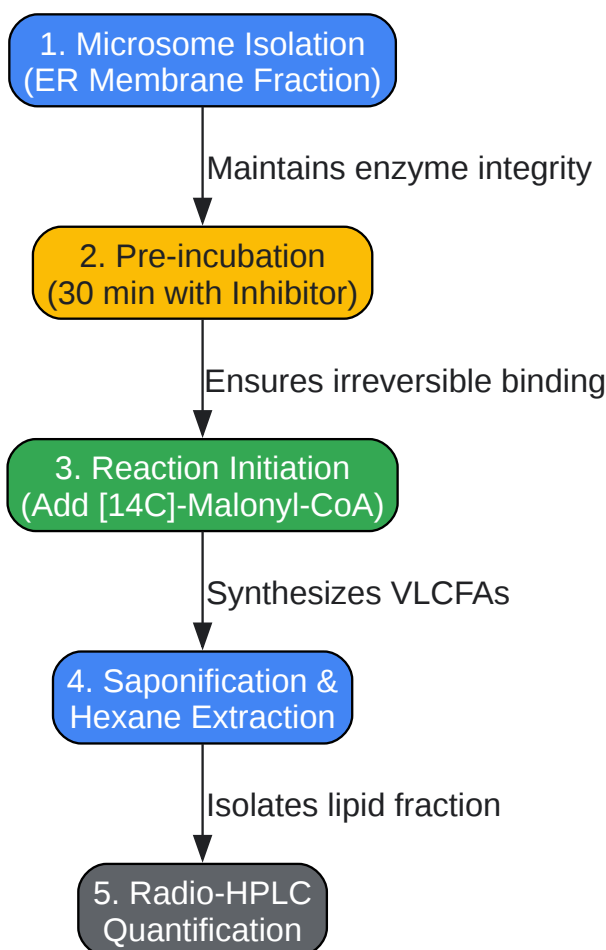 1. Microsome Isolation
(ER Membrane Fraction)
Maintains enzyme integrity
2. Pre-incubation
(30 min with Inhibitor)
Ensures irreversible binding
3. Reaction Initiation
(Add [14C]-Malonyl-CoA)
Synthesizes VLCFAs
4. Saponification &
Hexane Extraction
Isolates lipid fraction
5. Radio-HPLC
Quantification